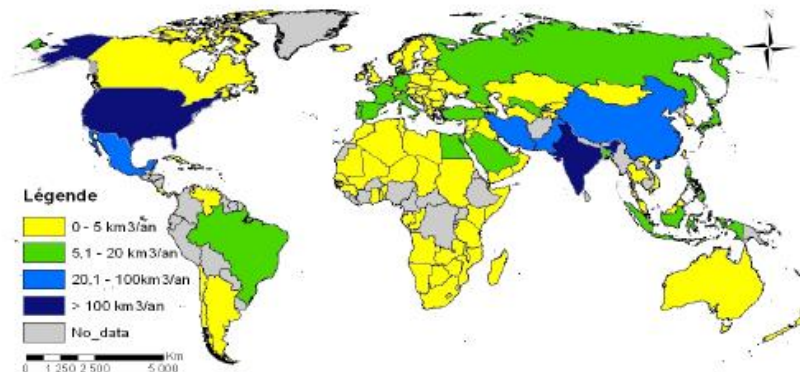 N
Légende
0 - 5 km3/an
5,1 - 20 km3/an
20,1 - 100km3/an
> 100 km3/an
No_data
Km
0 1 250 2 500 5 000